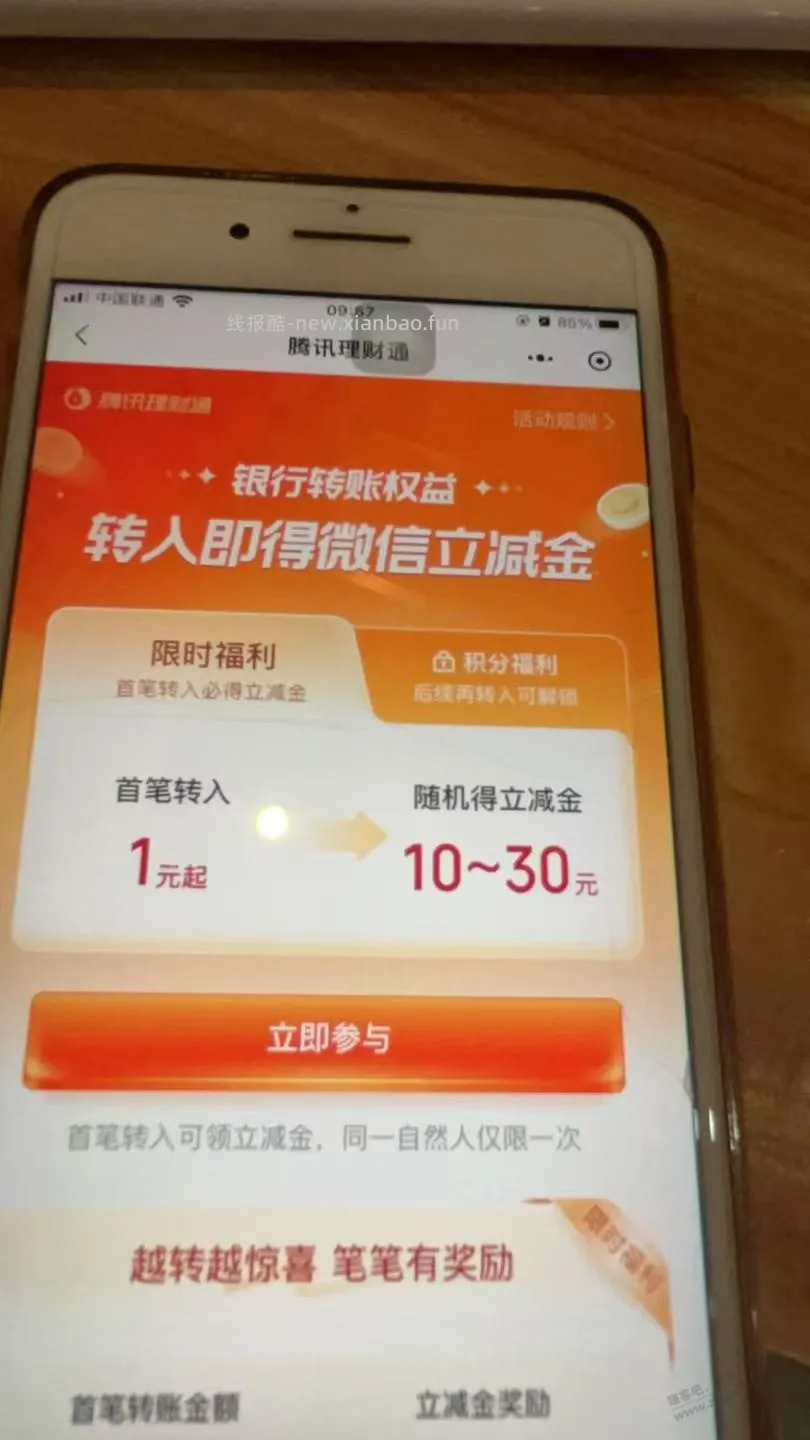 中国联通
09:57
85%
线报酷-new.xianbao.fun
腾讯理财通
腾讯理财通
活动规则
银行转账权益
转入即得微信立减金
限时福利
首笔转入必得立减金
积分福利
后续再转入可解锁
首笔转入
1元起
随机得立减金
10~30元
立即参与
首笔转入可领立减金，同一自然人仅限一次
限时福利
越转越惊喜 笔笔有奖励
首笔转账金额
立减金奖励